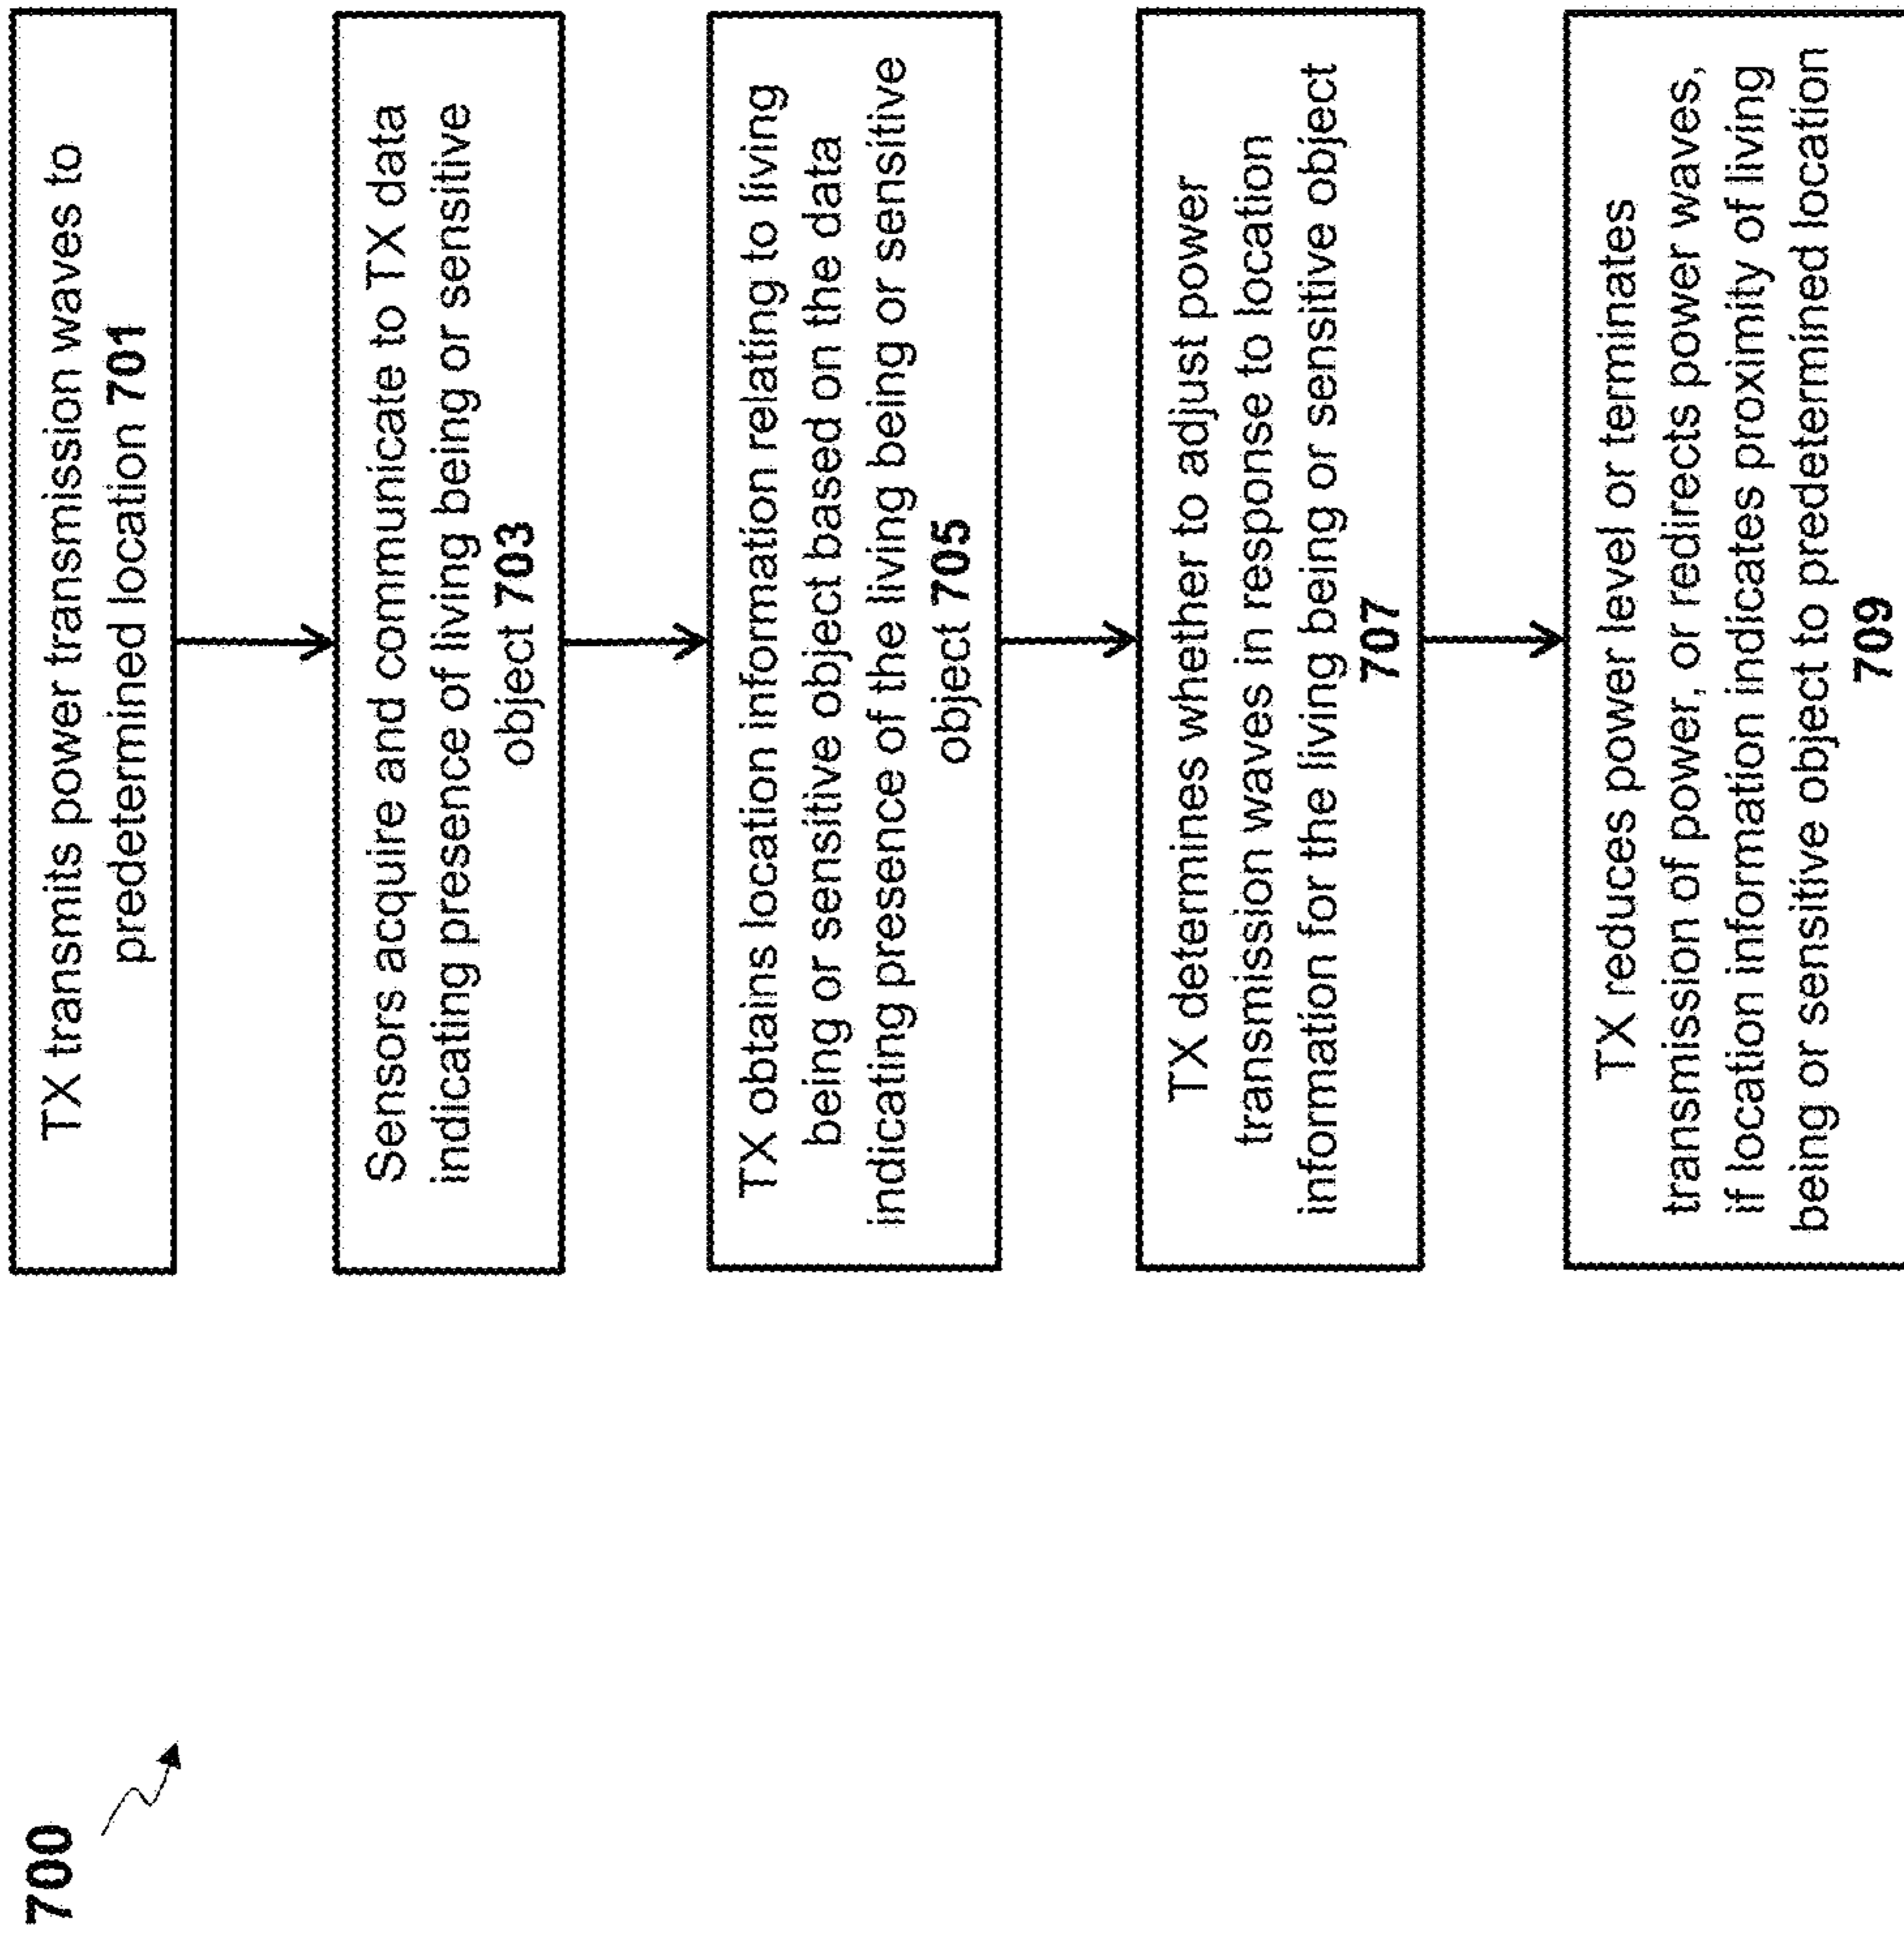 700
TX transmits power transmission waves to
predetermined location 701
Sensors acquire and communicate to TX data
indicating presence of living being or sensitive
object 703
TX obtains location information relating to living
being or sensitive object based on the data
indicating presence of the living being or sensitive
object 705
TX determines whether to adjust power
transmission waves in response to location
information for the living being or sensitive object
707
TX reduces power level or terminates
transmission of power, or redirects power waves,
if location information indicates proximity of living
being or sensitive object to predetermined location
709